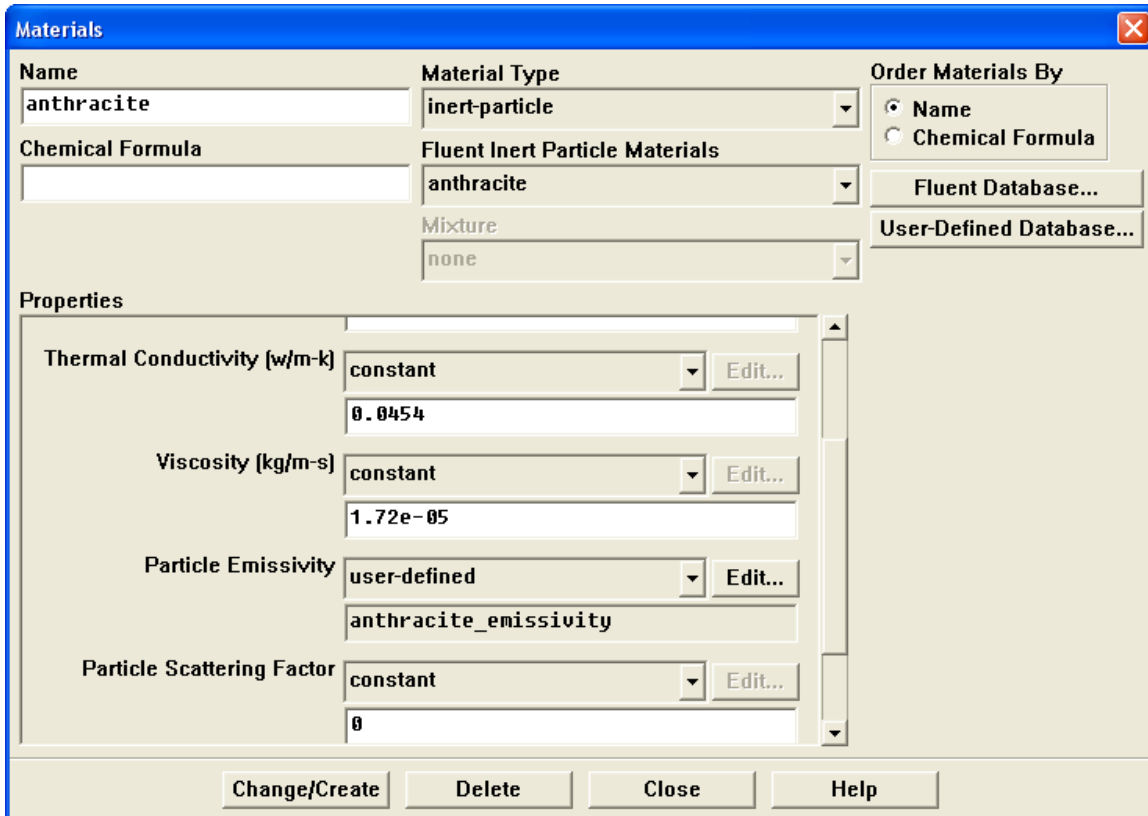 Materials
Name
anthracite
Chemical Formula
Material Type
inert-particle
Fluent Inert Particle Materials
anthracite
Mixture
none
Order Materials By
Name
Chemical Formula
Fluent Database...
User-Defined Database...
Properties
Thermal Conductivity (w/m-k)
constant
Edit...
0.0454
Viscosity (kg/m-s)
constant
Edit...
1.72e-05
Particle Emissivity
user-defined
Edit...
anthracite_emissivity
Particle Scattering Factor
constant
Edit...
0
Change/Create
Delete
Close
Help